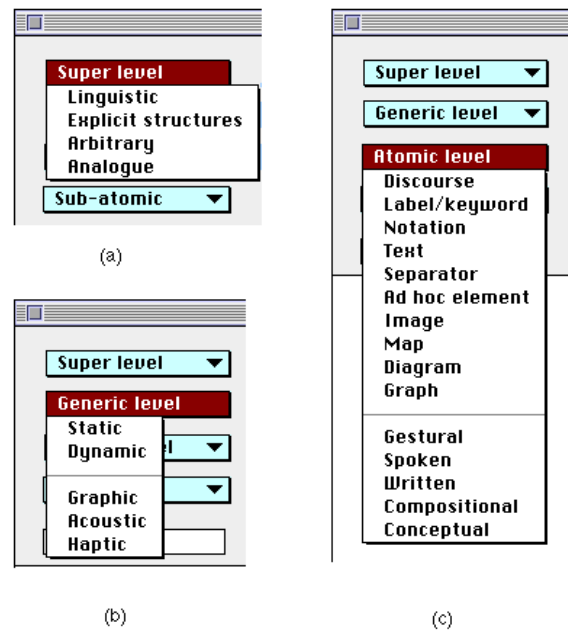 Super level
Linguistic
Explicit structures
Arbitrary
Analogue
Sub-atomic
(a)
Super level
Generic level
Static
Dynamic
el
Graphic
Acoustic
Haptic
(b)
Super level
Generic level
Atomic level
Discourse
Label/keyword
Notation
Text
Separator
Ad hoc element
Image
Map
Diagram
Graph
Gestural
Spoken
Written
Compositional
Conceptual
(c)